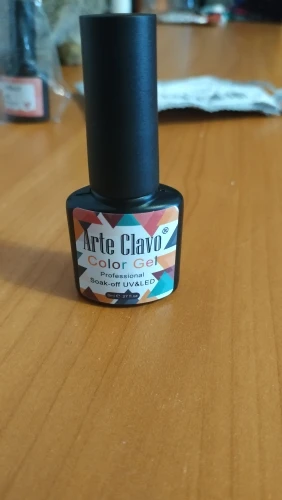 Arte Clavo®
Color Gel
Professional
Soak-off UV&LED